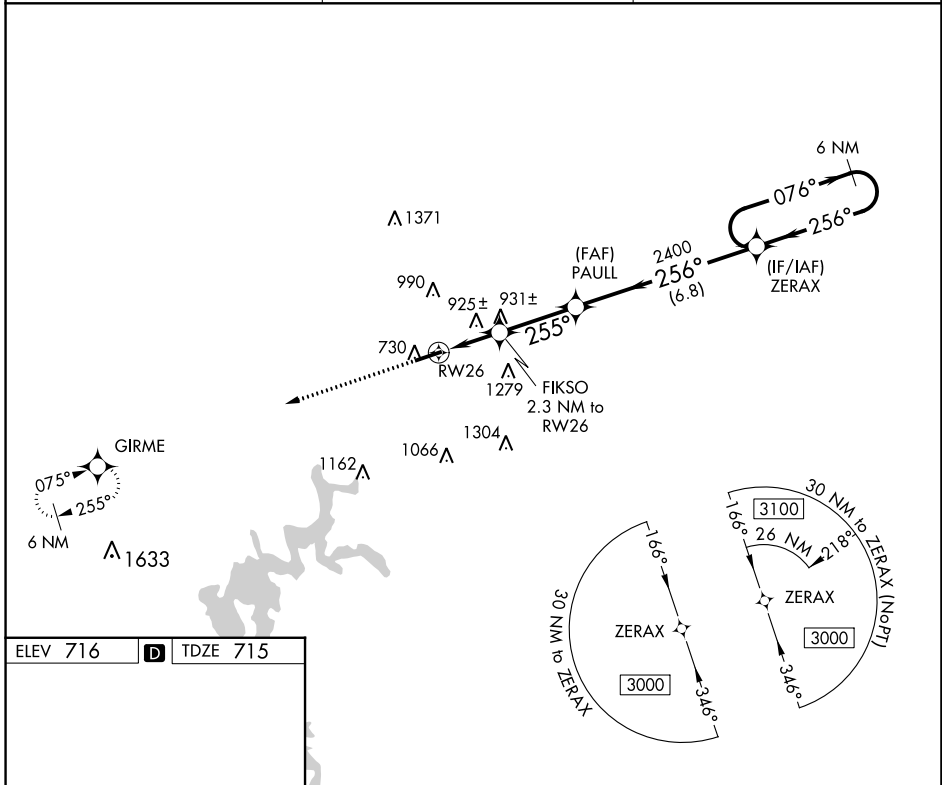 6 NM
076°
256°
1371
(FAF)
PAULL
2400
256°
(6.8)
(IF/IAF)
ZERAX
990
925±
931±
255°
730
RW26
1279
FIKSO
2.3 NM to
RW26
1304
1066
1162
GIRME
075°
255°
6 NM
1633
30 NM to ZERAX
166°
ZERAX
3000
346°
30 NM to ZERAX (NoPT)
166°
3100
26 NM
218°
ZERAX
3000
346°
ELEV 716 D TDZE 715